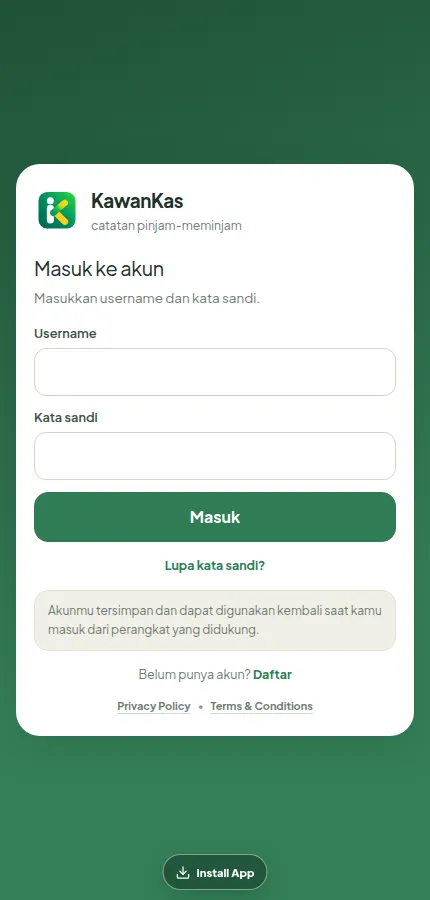 KawanKas
catatan pinjam-meminjam
Masuk ke akun
Masukkan username dan kata sandi.
Username
Kata sandi
Masuk
Lupa kata sandi?
Akunmu tersimpan dan dapat digunakan kembali saat kamu
masuk dari perangkat yang didukung.
Belum punya akun? Daftar
Privacy Policy • Terms & Conditions
Install App